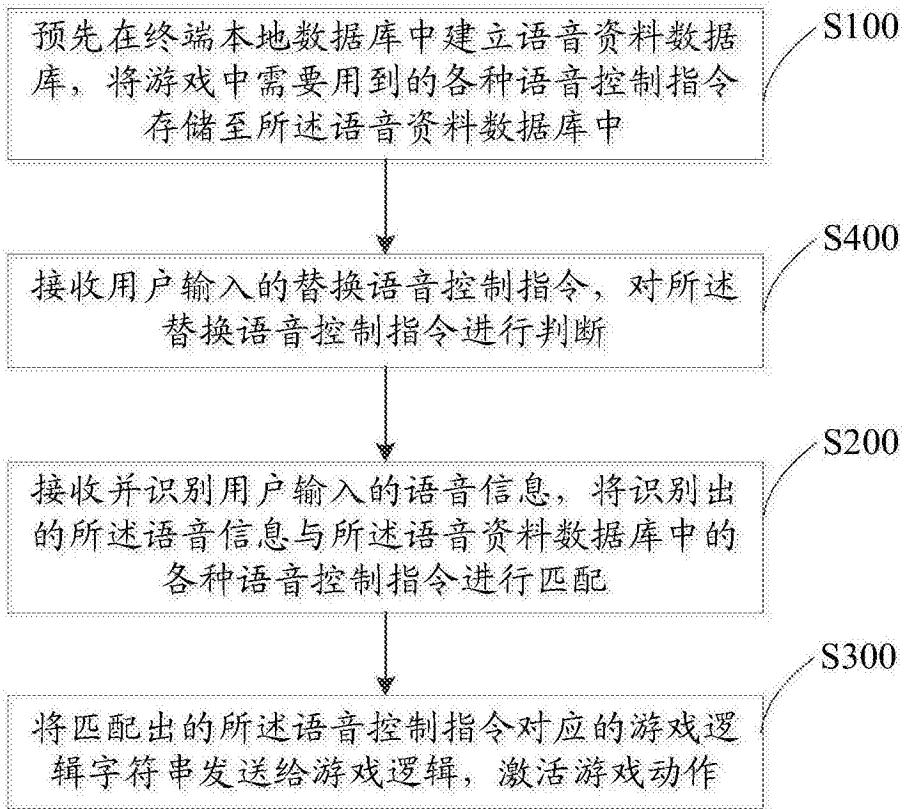 预先在终端本地数据库中建立语音资料数据
库，将游戏中需要用到的各种语音控制指令
存储至所述语音资料数据库中
S100
接收用户输入的替换语音控制指令，对所述
替换语音控制指令进行判断
S400
接收并识别用户输入的语音信息，将识别出
的所述语音信息与所述语音资料数据库中的
各种语音控制指令进行匹配
S200
将匹配出的所述语音控制指令对应的游戏逻
辑字符串发送给游戏逻辑，激活游戏动作
S300